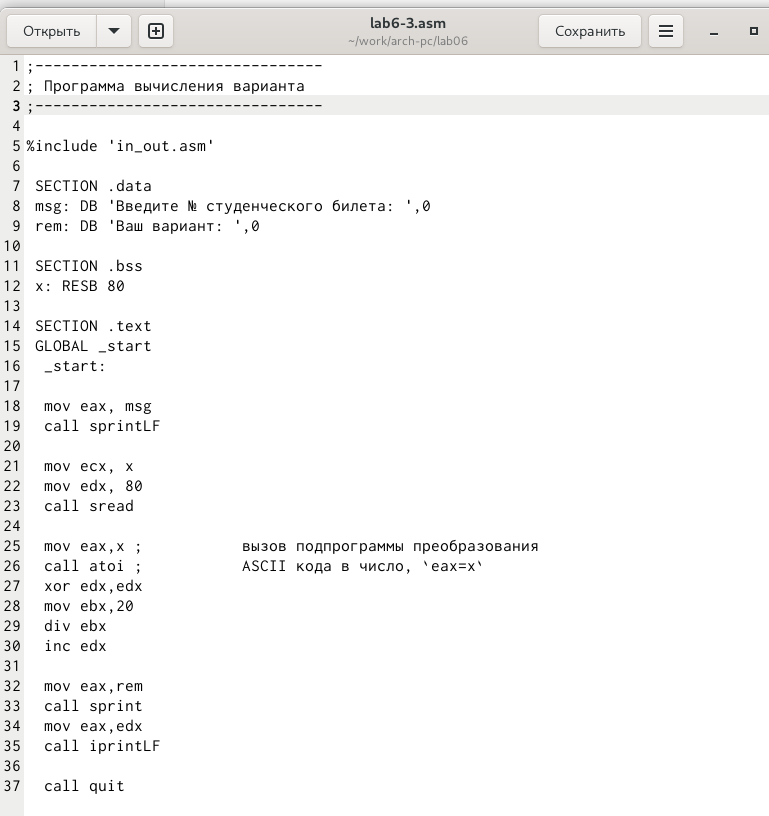 Открыть
lab6-3.asm
~/work/arch-pc/lab06
Сохранить
1 ;--------------------------------
2 ; Программа вычисления варианта
3 ;--------------------------------
4
5 %include 'in_out.asm'
6
7 SECTION .data
8 msg: DB 'Введите № студенческого билета: ',0
9 rem: DB 'Ваш вариант: ',0
10
11 SECTION .bss
12 x: RESB 80
13
14 SECTION .text
15 GLOBAL _start
16 _start:
17
18 mov eax, msg
19 call sprintLF
20
21 mov ecx, x
22 mov edx, 80
23 call sread
24
25 mov eax,x ; вызов подпрограммы преобразования
26 call atoi ; ASCII кода в число, `eax=x`
27 xor edx,edx
28 mov ebx,20
29 div ebx
30 inc edx
31
32 mov eax,rem
33 call sprint
34 mov eax,edx
35 call iprintLF
36
37 call quit